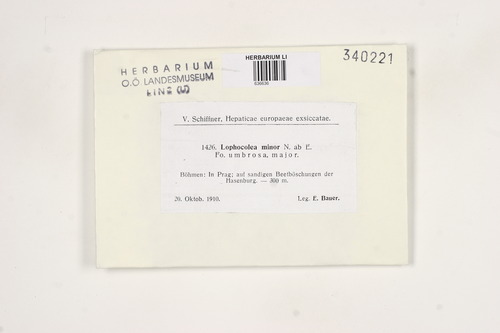 HERBARIUM
O.Ö. LANDESMUSEUM
LINZ (LI)
HERBARIUM LI
340221
V. Schiffner, Hepaticae europaeae exsiccatae.
1426. Lophocolea minor N. ab E.
Fo. umbrosa, major.
Böhmen: In Prag; auf sandigen Beetböschungen der
Hasenburg. — 300 m.
20. Oktob. 1910.
Leg. E. Bauer.